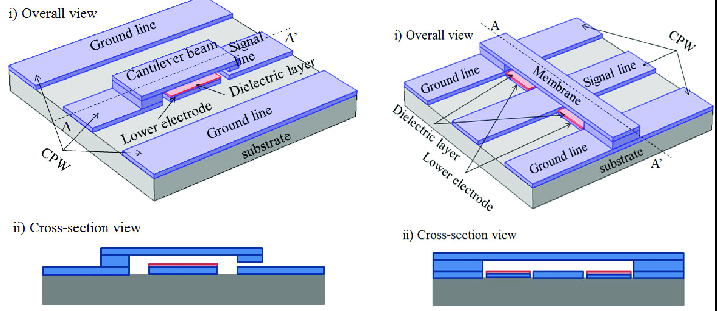 i) Overall view
Ground line
Cantilever beam
Signal
line
A'
Dielectric layer
Lower electrode
A
CPW
Ground line
substrate
ii) Cross-section view
i) Overall view
A
CPW
Ground line
Membrane
Signal line
Dielectric layer
Lower electrode
Ground line
substrate
A'
ii) Cross-section view